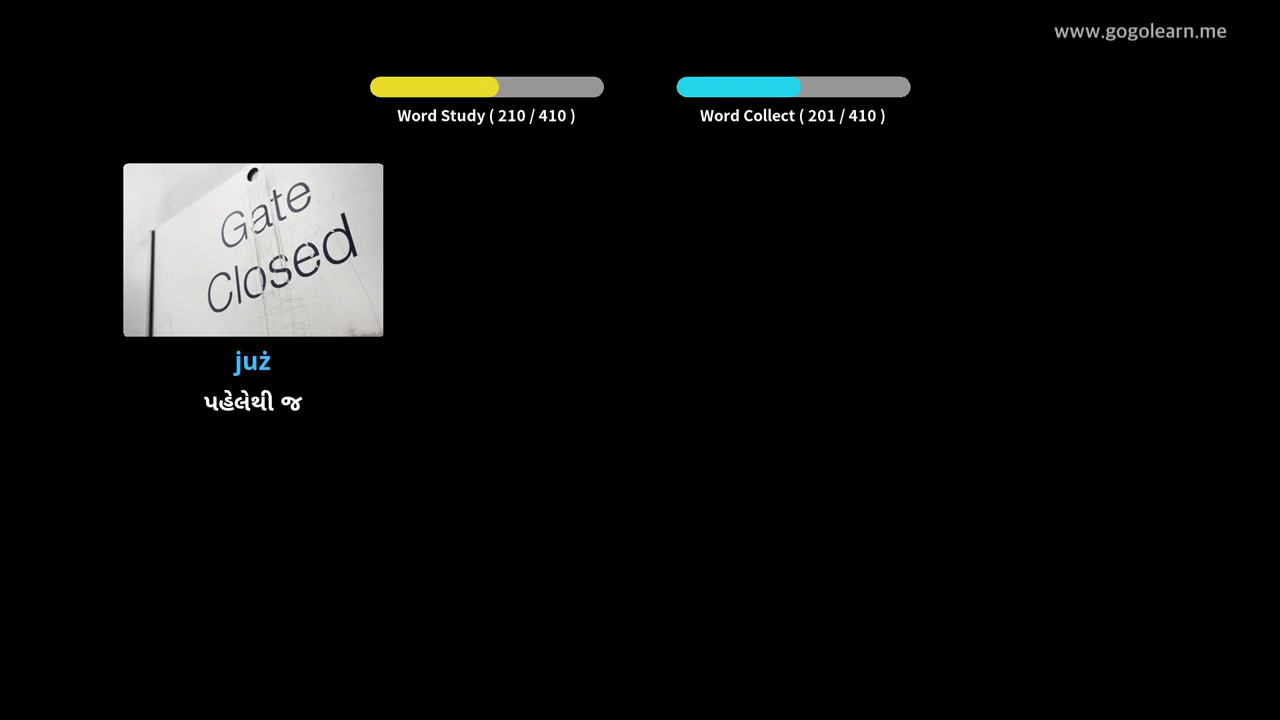 www.gogolearn.me
Word Study ( 210 / 410 )
Word Collect ( 201 / 410 )
Gate
Closed
już
પહેલેથી જ